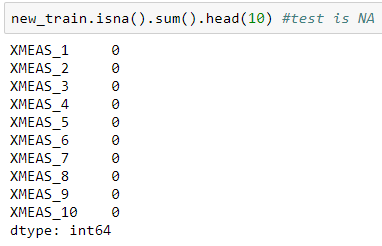 new_train.isna().sum().head(10) #test is NA
XMEAS_1     0
XMEAS_2     0
XMEAS_3     0
XMEAS_4     0
XMEAS_5     0
XMEAS_6     0
XMEAS_7     0
XMEAS_8     0
XMEAS_9     0
XMEAS_10    0
dtype: int64